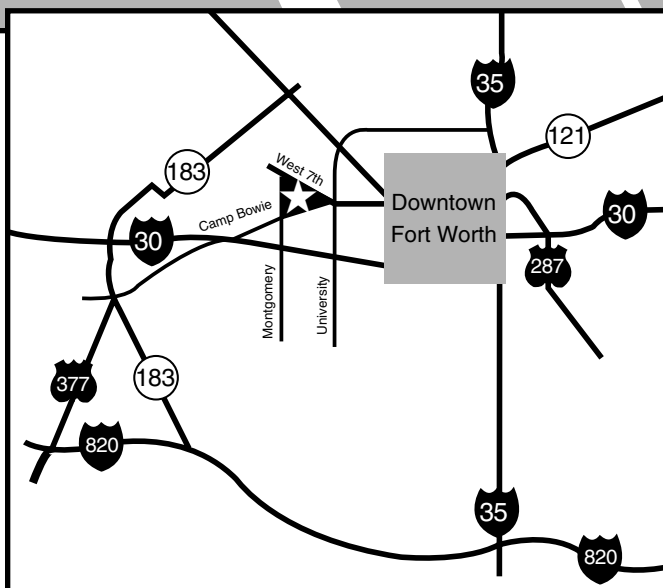 35
121
183
West 7th
Camp Bowie
Downtown
Fort Worth
30
30
287
Montgomery
University
377
183
820
35
820